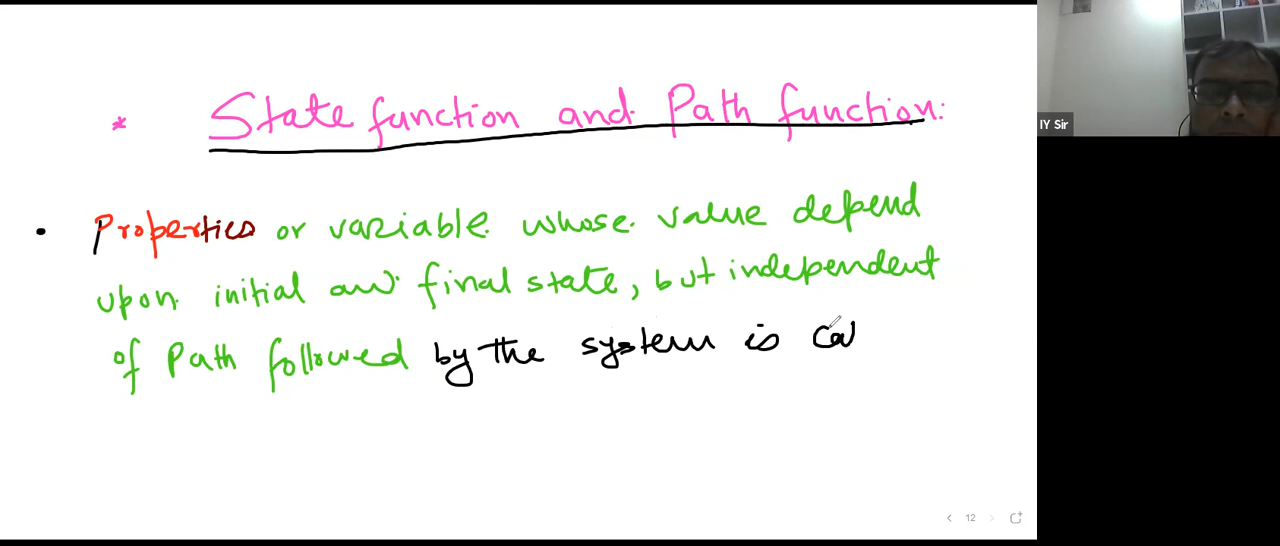 * State function and Path function:
• Properties or variable whose value depend
upon initial and final state, but independent
of Path followed by the system is cal
IY Sir
12